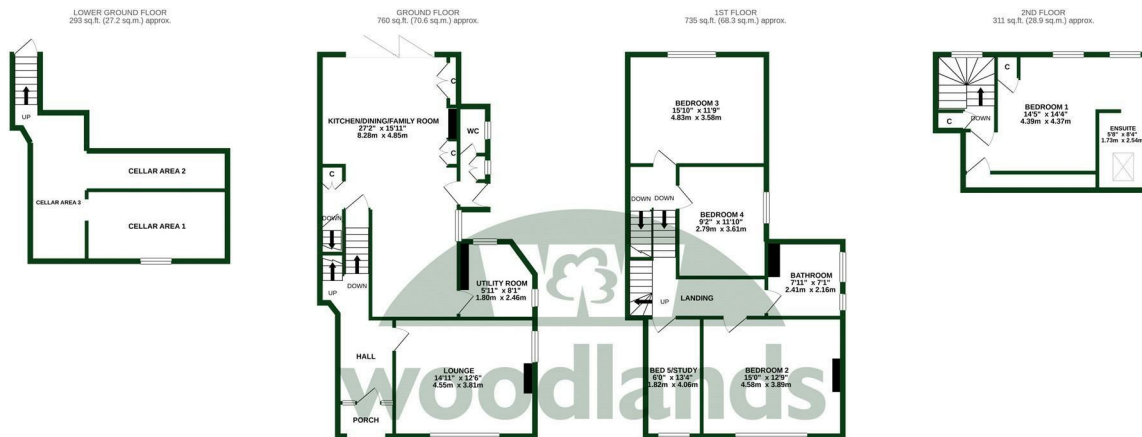 LOWER GROUND FLOOR
293 sq.ft. (27.2 sq.m.) approx.
UP
CELLAR AREA 2
CELLAR AREA 3
CELLAR AREA 1
GROUND FLOOR
760 sq.ft. (70.6 sq.m.) approx.
C
KITCHEN/DINING/FAMILY ROOM
27'2" x 15'11"
8.28m x 4.85m
WC
C
C
DOWN
UTILITY ROOM
5'11" x 8'1"
1.80m x 2.46m
UP
DOWN
HALL
LOUNGE
14'11" x 12'6"
4.55m x 3.81m
PORCH
1ST FLOOR
735 sq.ft. (68.3 sq.m.) approx.
BEDROOM 3
15'10" x 11'9"
4.83m x 3.58m
DOWN
DOWN
BEDROOM 4
9'2" x 11'10"
2.79m x 3.61m
BATHROOM
7'11" x 7'1"
2.41m x 2.16m
UP
LANDING
BED 5/STUDY
6'0" x 13'4"
1.82m x 4.06m
BEDROOM 2
15'0" x 12'9"
4.58m x 3.89m
2ND FLOOR
311 sq.ft. (28.9 sq.m.) approx.
C
BEDROOM 1
14'5" x 14'4"
4.39m x 4.37m
C
DOWN
ENSUITE
5'8" x 8'4"
1.73m x 2.54m
woodlands